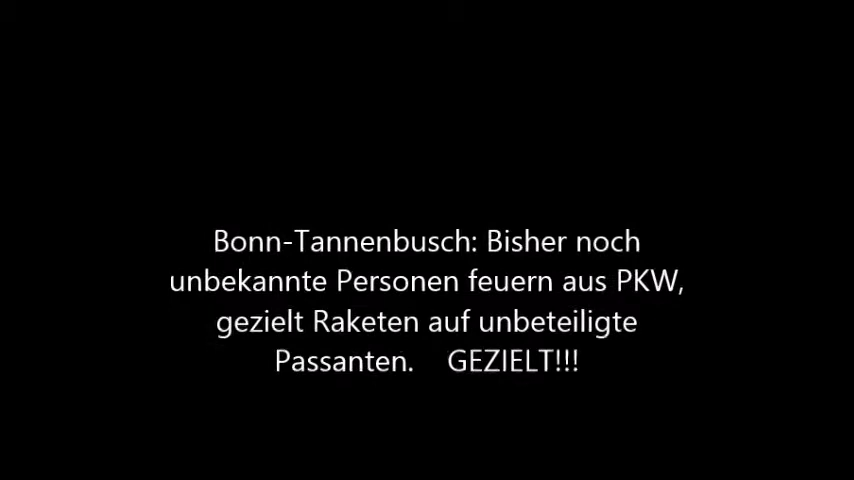 Bonn-Tannenbusch: Bisher noch
unbekannte Personen feuern aus PKW,
gezielt Raketen auf unbeteiligte
Passanten. GEZIELT!!!